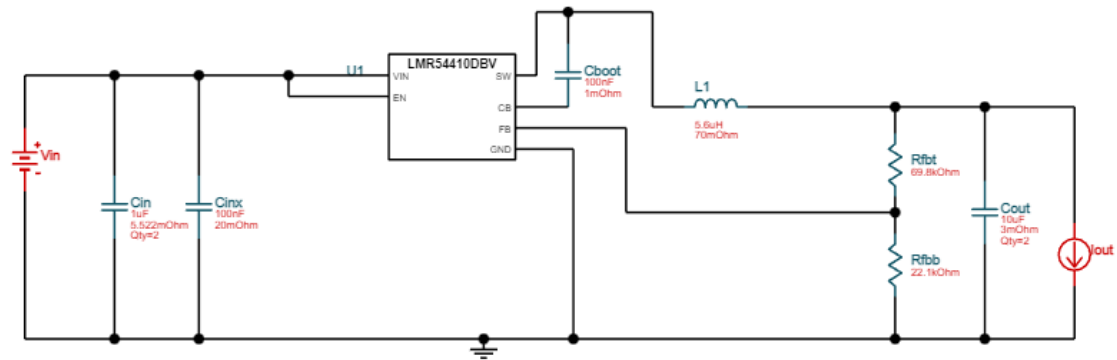 LMR54410DBV
U1
VIN
EN
SW
CB
FB
GND
Cboot
100nF
1mOhm
L1
5.6uH
70mOhm
+
Vin
-
Cin
1uF
5.522mOhm
Qty=2
Cinx
100nF
20mOhm
Rfbt
69.8kOhm
Rfbb
22.1kOhm
Cout
10uF
3mOhm
Qty=2
Iout